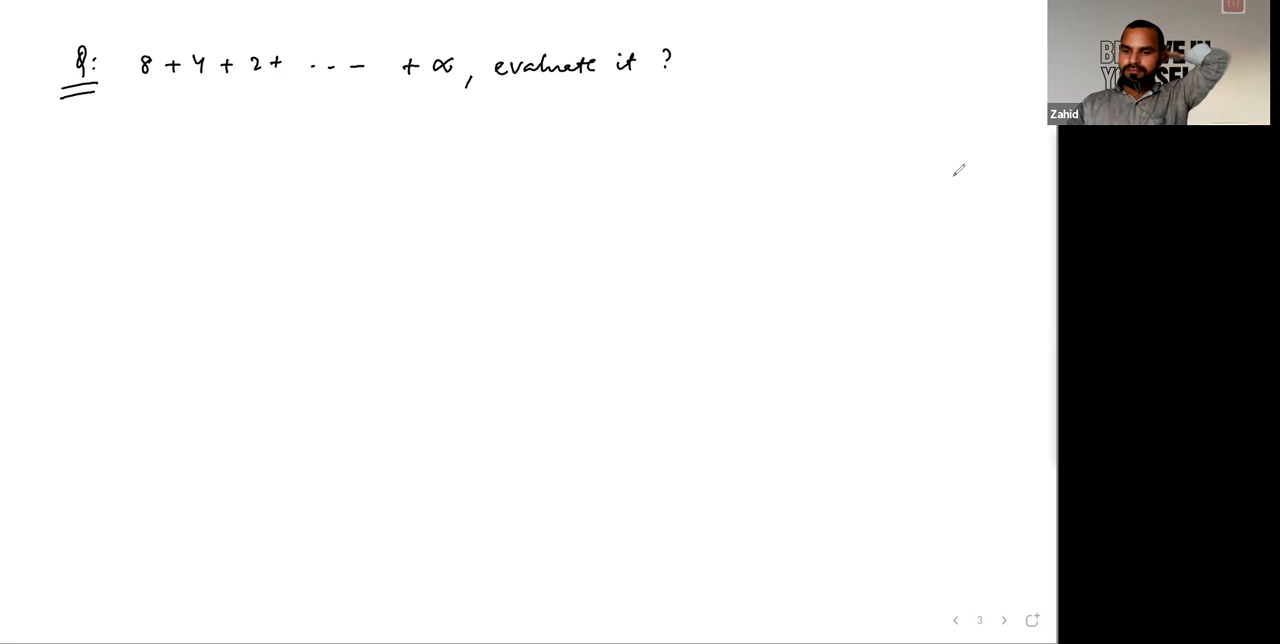 Q: 8 + 4 + 2 + ... - + ∞, evaluate it ?
Zahid
3